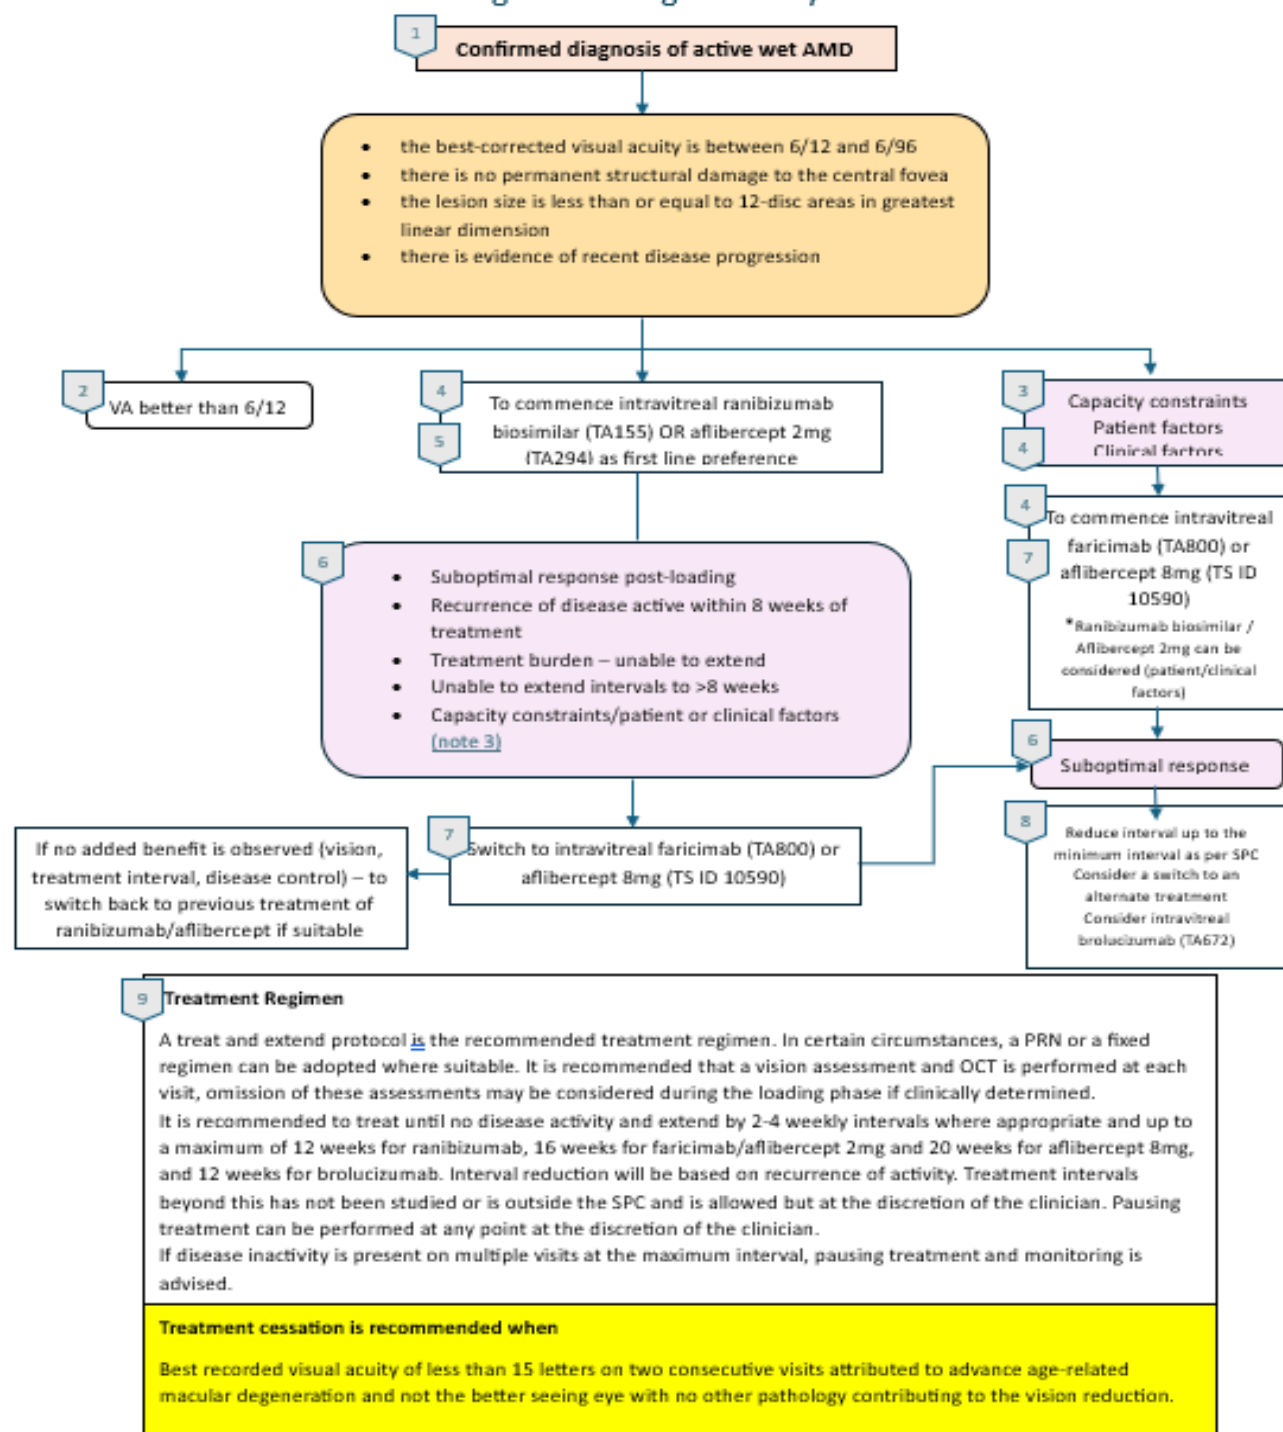 1
Confirmed diagnosis of active wet AMD
• the best-corrected visual acuity is between 6/12 and 6/96
• there is no permanent structural damage to the central fovea
• the lesion size is less than or equal to 12-disc areas in greatest
linear dimension
• there is evidence of recent disease progression
2
VA better than 6/12
4
5
To commence intravitreal ranibizumab
biosimilar (TA155) OR aflibercept 2mg
(TA294) as first line preference
3
4
Capacity constraints
Patient factors
Clinical factors
4
7
To commence intravitreal
faricimab (TA800) or
aflibercept 8mg (TS ID
10590)
*Ranibizumab biosimilar /
Aflibercept 2mg can be
considered (patient/clinical
factors)
6
• Suboptimal response post-loading
• Recurrence of disease active within 8 weeks of
treatment
• Treatment burden – unable to extend
• Unable to extend intervals to >8 weeks
• Capacity constraints/patient or clinical factors
(note 3)
6
Suboptimal response
7
Switch to intravitreal faricimab (TA800) or
aflibercept 8mg (TS ID 10590)
If no added benefit is observed (vision,
treatment interval, disease control) – to
switch back to previous treatment of
ranibizumab/aflibercept if suitable
8
Reduce interval up to the
minimum interval as per SPC
Consider a switch to an
alternate treatment
Consider intravitreal
brolucizumab (TA672)
9
Treatment Regimen
A treat and extend protocol is the recommended treatment regimen. In certain circumstances, a PRN or a fixed
regimen can be adopted where suitable. It is recommended that a vision assessment and OCT is performed at each
visit, omission of these assessments may be considered during the loading phase if clinically determined.
It is recommended to treat until no disease activity and extend by 2-4 weekly intervals where appropriate and up to
a maximum of 12 weeks for ranibizumab, 16 weeks for faricimab/aflibercept 2mg and 20 weeks for aflibercept 8mg,
and 12 weeks for brolucizumab. Interval reduction will be based on recurrence of activity. Treatment intervals
beyond this has not been studied or is outside the SPC and is allowed but at the discretion of the clinician. Pausing
treatment can be performed at any point at the discretion of the clinician.
If disease inactivity is present on multiple visits at the maximum interval, pausing treatment and monitoring is
advised.
Treatment cessation is recommended when
Best recorded visual acuity of less than 15 letters on two consecutive visits attributed to advance age-related
macular degeneration and not the better seeing eye with no other pathology contributing to the vision reduction.